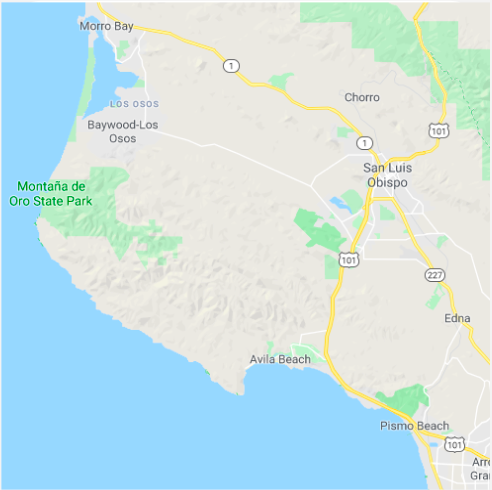 Morro Bay
1
Los osos
Chorro
Baywood-Los
Osos
101
1
San Luis
Obispo
Montaña de
Oro State Park
101
227
Edna
Avila Beach
Pismo Beach
101
Arro
Gran